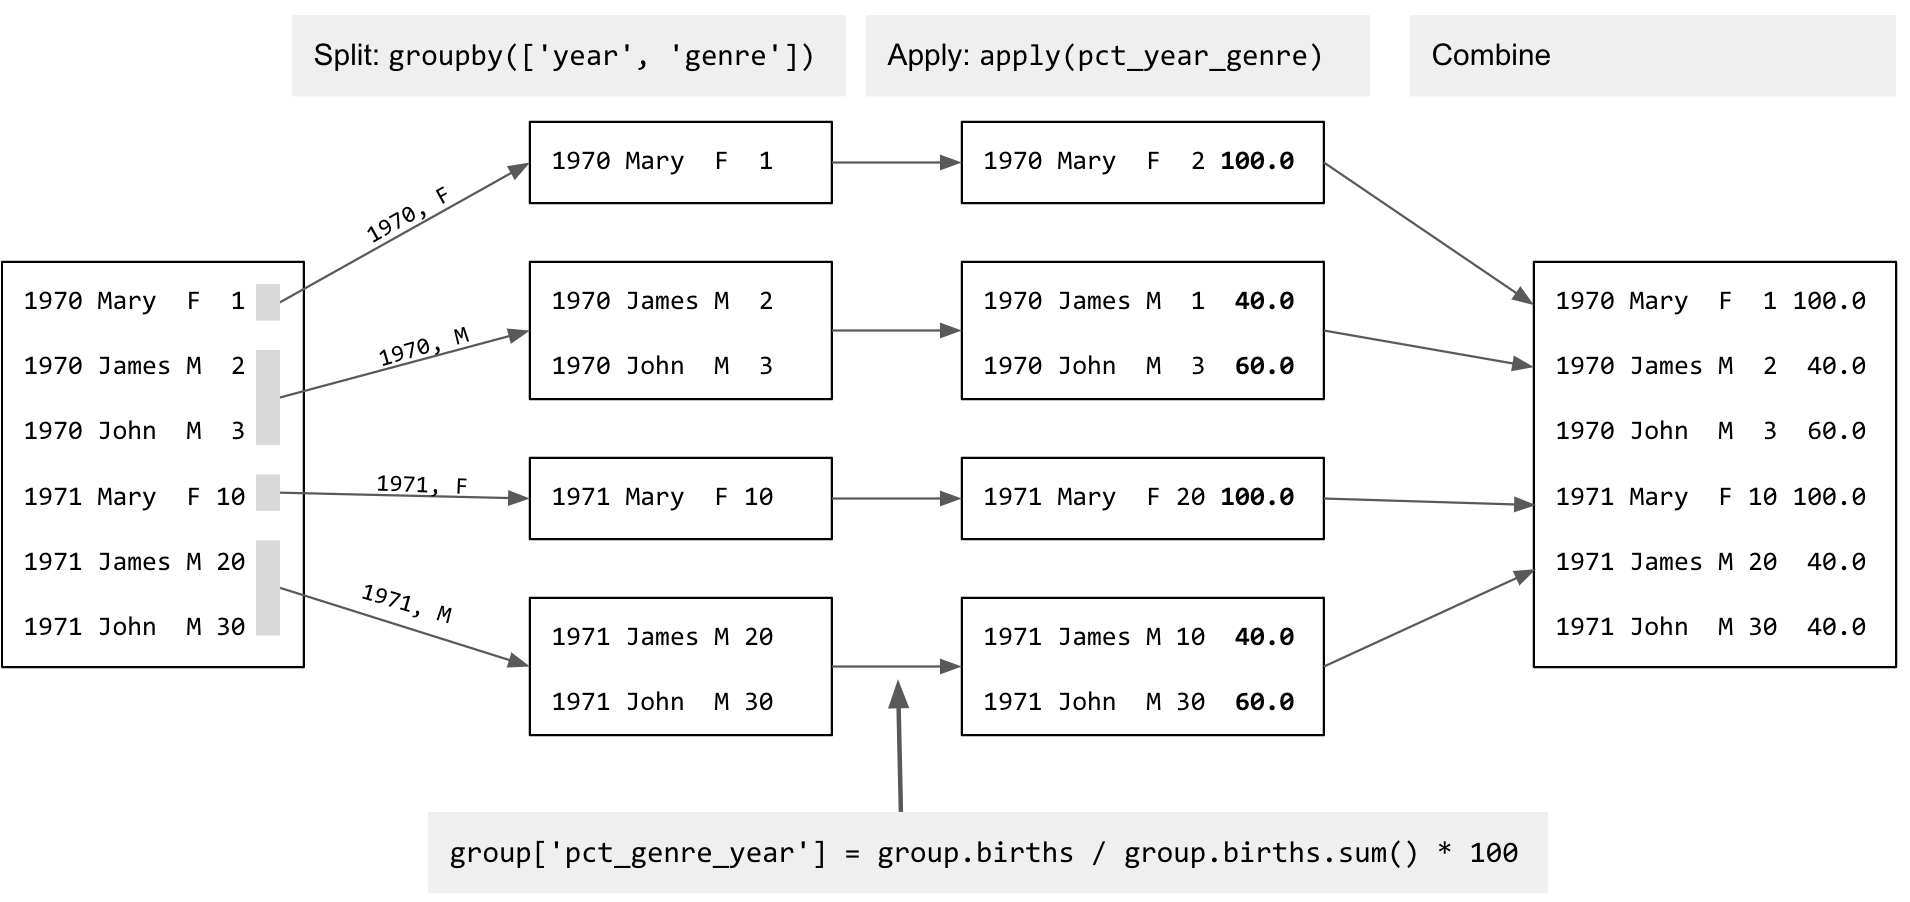 Split: groupby(['year', 'genre'])
Apply: apply(pct_year_genre)
Combine
1970 Mary  F  1
1970 James M  2
1970 John  M  3
1971 Mary  F 10
1971 James M 20
1971 John  M 30
1970, F
1970, M
1971, F
1971, M
1970 Mary  F  1
1970 James M  2
1970 John  M  3
1971 Mary  F 10
1971 James M 20
1971 John  M 30
1970 Mary  F  2 100.0
1970 James M  1  40.0
1970 John  M  3  60.0
1971 Mary  F 20 100.0
1971 James M 10  40.0
1971 John  M 30  60.0
1970 Mary  F  1 100.0
1970 James M  2  40.0
1970 John  M  3  60.0
1971 Mary  F 10 100.0
1971 James M 20  40.0
1971 John  M 30  40.0
group['pct_genre_year'] = group.births / group.births.sum() * 100